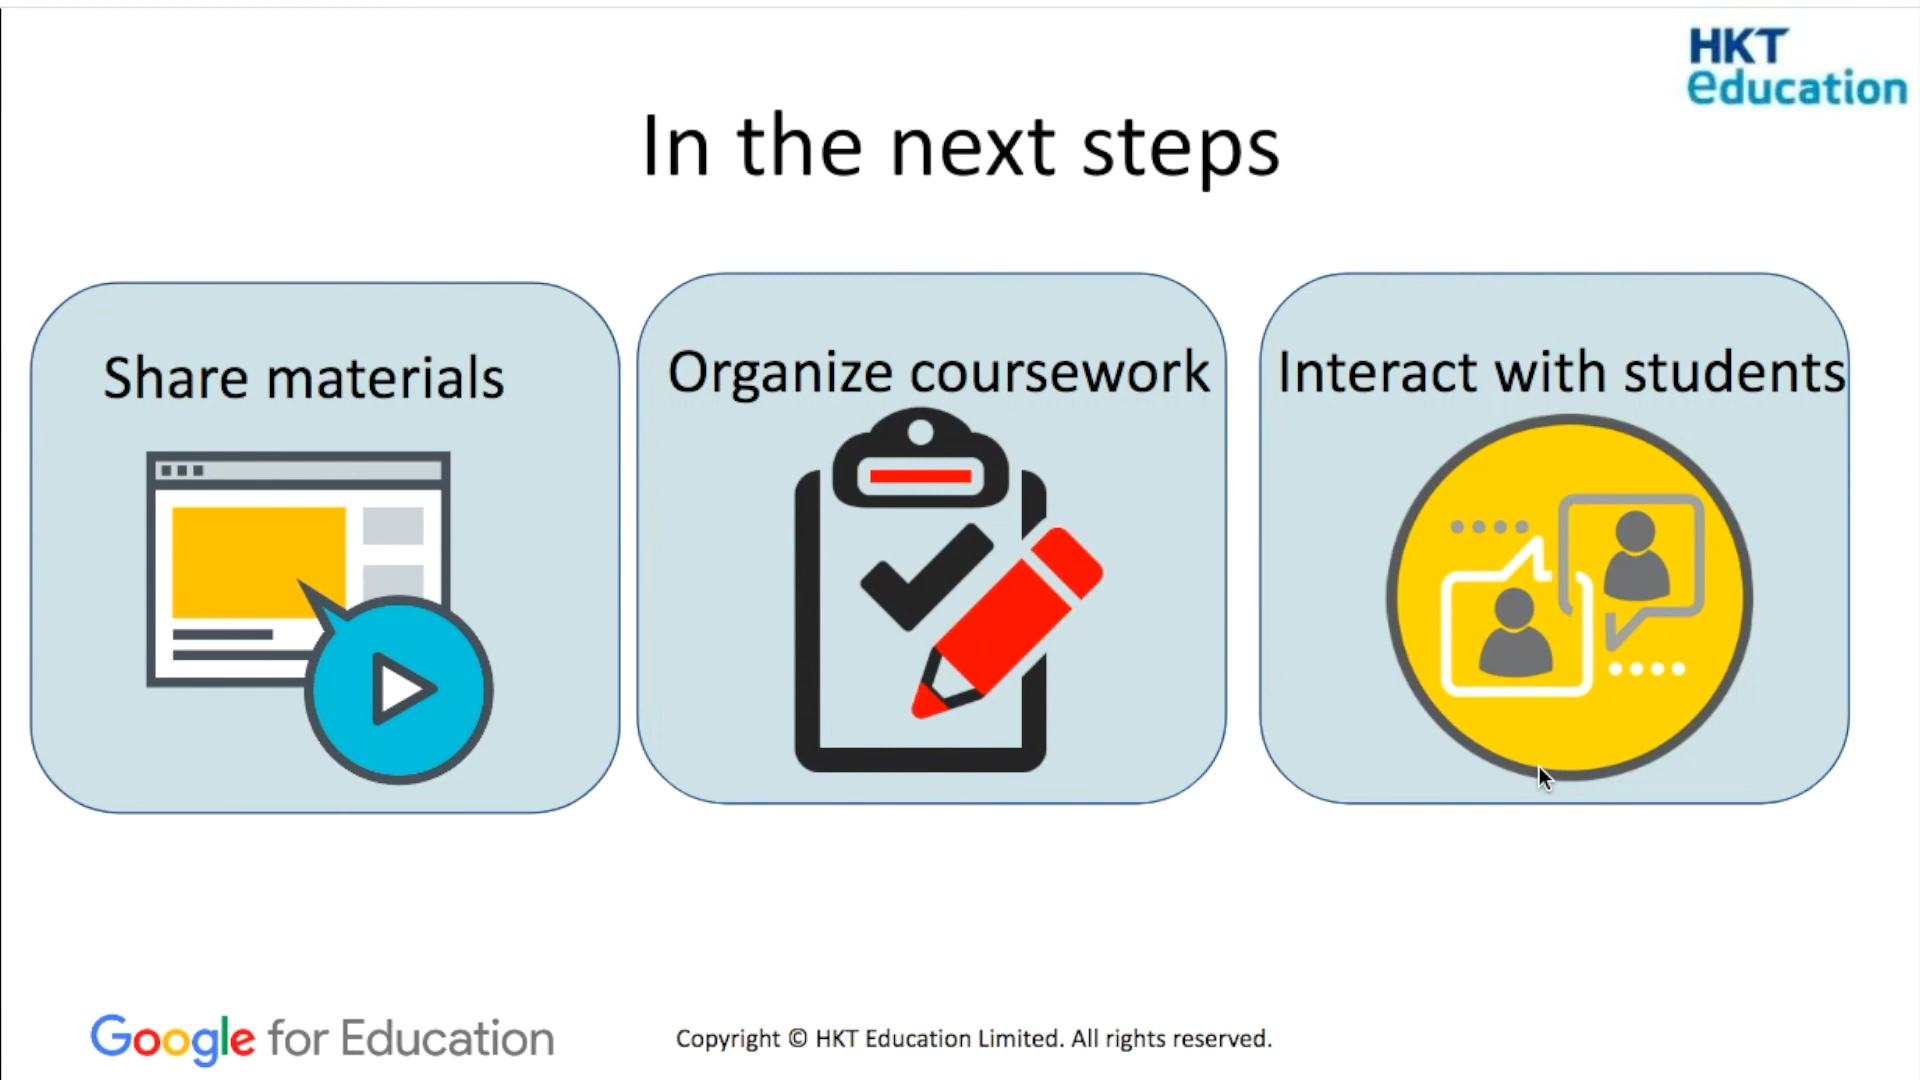 HKT
education
In the next steps
Share materials
Organize coursework
Interact with students
Google for Education
Copyright © HKT Education Limited. All rights reserved.